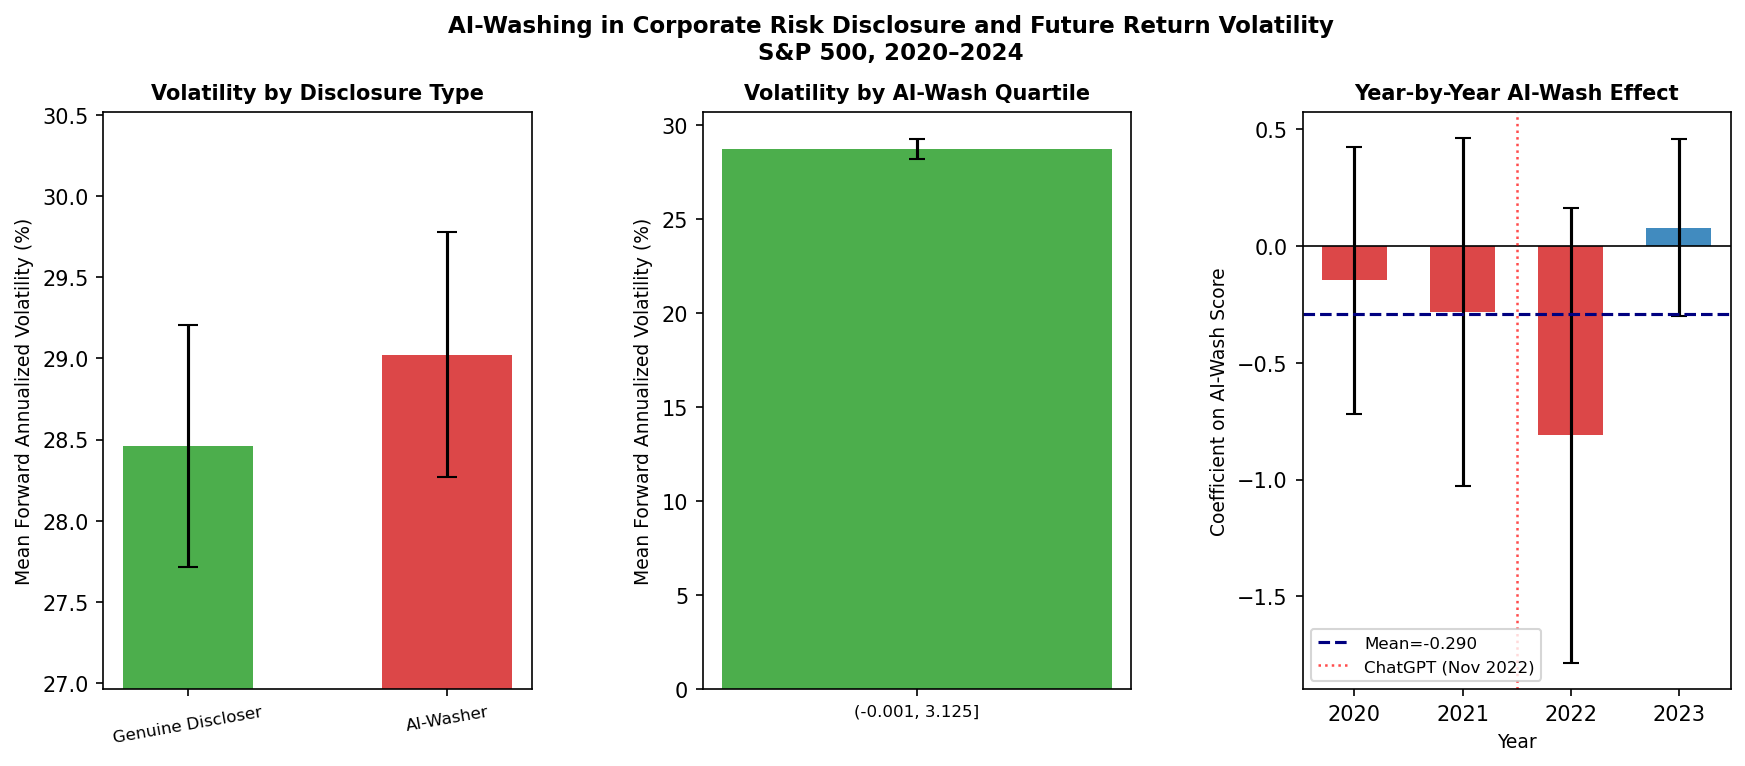 AI-Washing in Corporate Risk Disclosure and Future Return Volatility
S&P 500, 2020–2024
Volatility by Disclosure Type
Mean Forward Annualized Volatility (%)
30.5
30.0
29.5
29.0
28.5
28.0
27.5
27.0
Genuine Discloser
AI-Washer
Volatility by AI-Wash Quartile
Mean Forward Annualized Volatility (%)
30
25
20
15
10
5
0
(-0.001, 3.125]
Year-by-Year AI-Wash Effect
Coefficient on AI-Wash Score
0.5
0.0
−0.5
−1.0
−1.5
Mean=-0.290
ChatGPT (Nov 2022)
2020
2021
2022
2023
Year